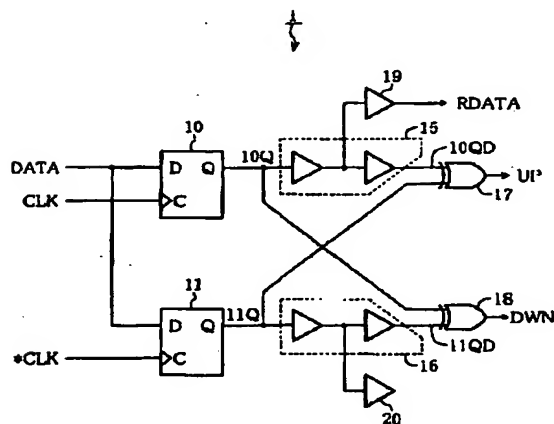 19
RDATA
10
10Q
15
10QD
DATA
D Q
CLK
C
UP
17
11
11Q
D Q
*CLK
C
18
DWN
11QD
16
20